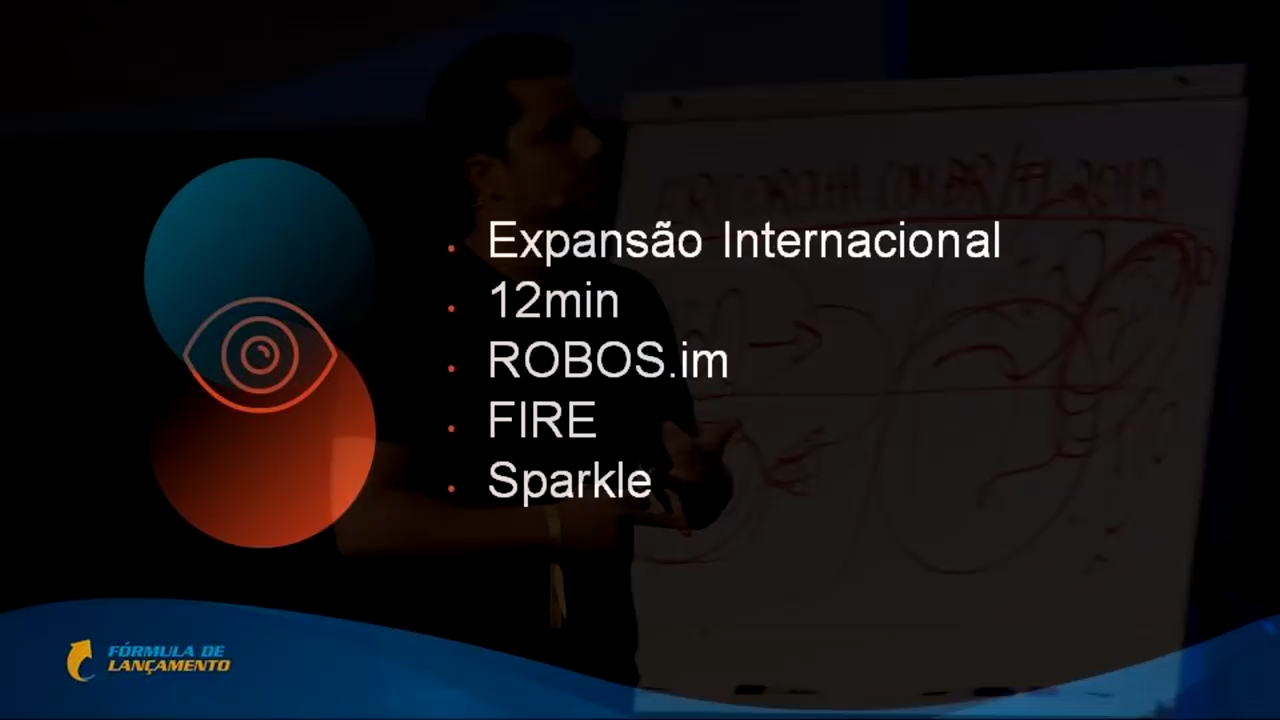 Expansão Internacional
12min
ROBOS.im
FIRE
Sparkle
FÓRMULA DE
LANÇAMENTO